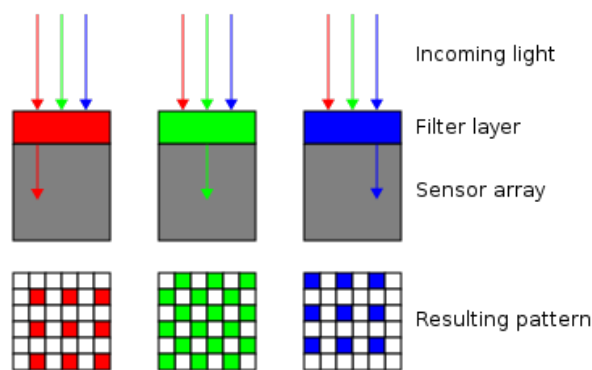 Incoming light
Filter layer
Sensor array
Resulting pattern